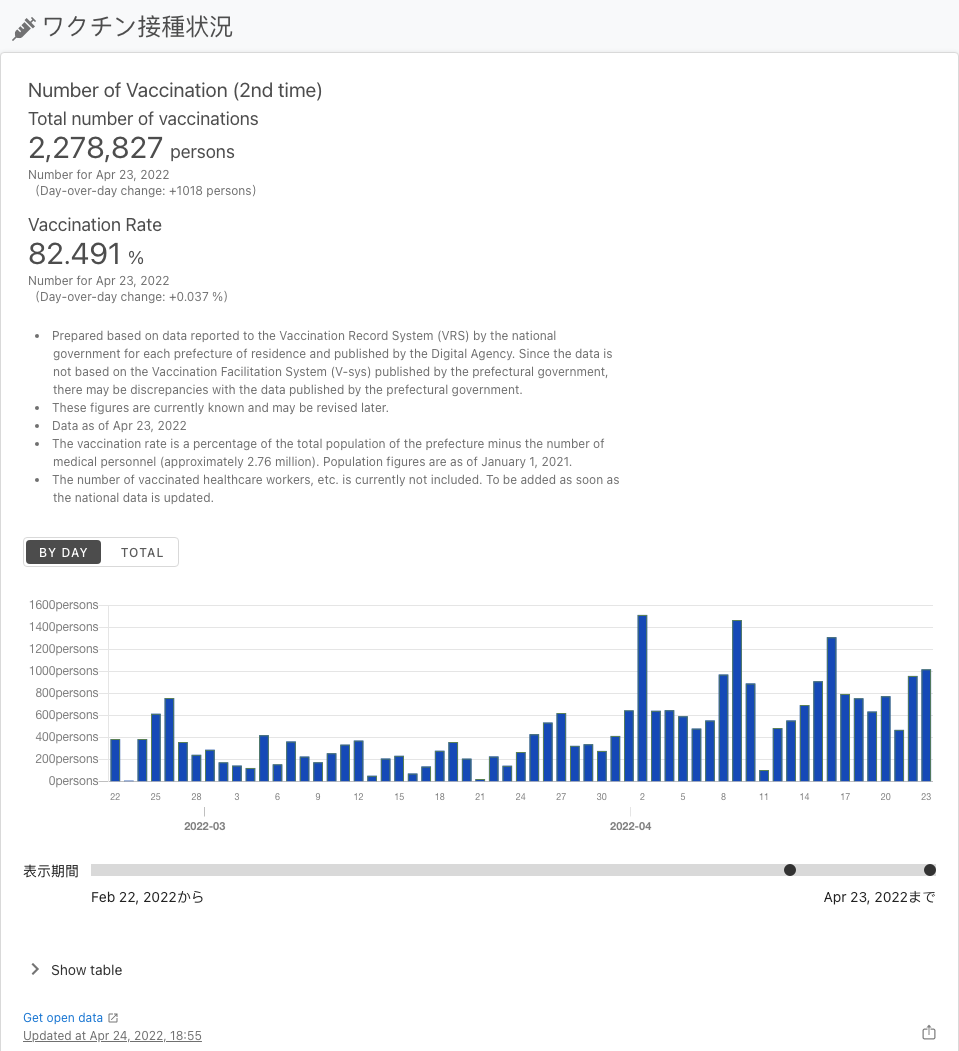 ワクチン接種状況
Number of Vaccination (2nd time)
Total number of vaccinations
2,278,827 persons
Number for Apr 23, 2022
(Day-over-day change: +1018 persons)
Vaccination Rate
82.491 %
Number for Apr 23, 2022
(Day-over-day change: +0.037 %)
• Prepared based on data reported to the Vaccination Record System (VRS) by the national
government for each prefecture of residence and published by the Digital Agency. Since the data is
not based on the Vaccination Facilitation System (V-sys) published by the prefectural government,
there may be discrepancies with the data published by the prefectural government.
• These figures are currently known and may be revised later.
• Data as of Apr 23, 2022
• The vaccination rate is a percentage of the total population of the prefecture minus the number of
medical personnel (approximately 2.76 million). Population figures are as of January 1, 2021.
• The number of vaccinated healthcare workers, etc. is currently not included. To be added as soon as
the national data is updated.
BY DAY TOTAL
1600persons
1400persons
1200persons
1000persons
800persons
600persons
400persons
200persons
0persons
22 25 28 3 6 9 12 15 18 21 24 27 30 2 5 8 11 14 17 20 23
2022-03 2022-04
表示期間
Feb 22, 2022から Apr 23, 2022まで
Show table
Get open data
Updated at Apr 24, 2022, 18:55